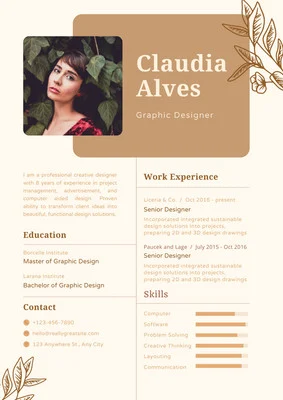 Claudia
Alves
Graphic Designer
I am a professional creative designer
with 8 years of experience in project
management, advertisement, and
computer sided design. Proven
ability to transform client ideas into
beautiful, functional design solutions.
Education
Borcelle Institute
Master of Graphic Design
Larana Institute
Bachelor of Graphic Design
Contact
+123-456-7890
hello@reallygreatsite.com
123 Anywhere St., Any City
Work Experience
Liceria & Co. / Oct 2016 - present
Senior Designer
Incorporated integrated sustainable
design solutions into projects,
preparing 2D and 3D design drawings
Pausek and Lage / July 2015 - Oct 2016
Senior Designer
Incorporated integrated sustainable
design solutions into projects,
preparing 2D and 3D design drawings
Skills
Computer
Software
Problem Solving
Creative Thinking
Layouting
Communication